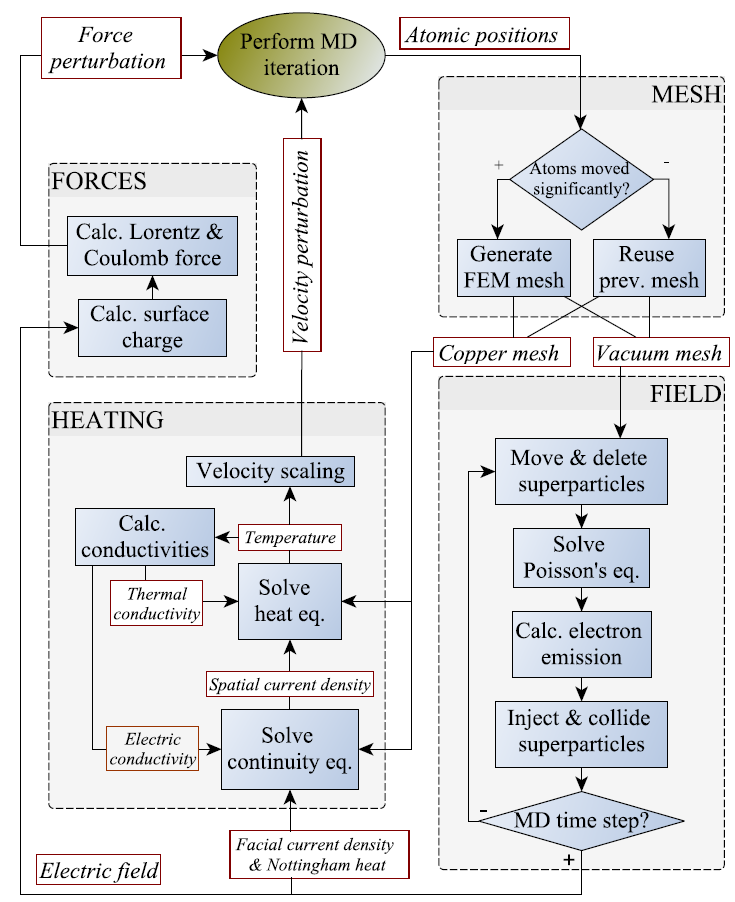 Force
perturbation
Perform MD
iteration
Atomic positions
MESH
Atoms moved
significantly?
+
-
Generate
FEM mesh
Reuse
prev. mesh
Copper mesh
Vacuum mesh
FORCES
Calc. Lorentz &
Coulomb force
Calc. surface
charge
Velocity perturbation
HEATING
Velocity scaling
Calc.
conductivities
Temperature
Thermal
conductivity
Solve
heat eq.
Spatial current density
Electric
conductivity
Solve
continuity eq.
Facial current density
& Nottingham heat
Electric field
FIELD
Move & delete
superparticles
Solve
Poisson's eq.
Calc. electron
emission
Inject & collide
superparticles
-
MD time step?
+